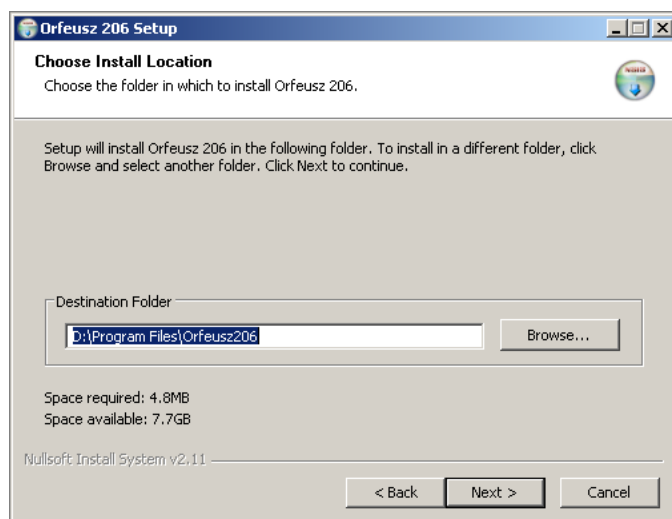 Orfeusz 206 Setup
Choose Install Location
Choose the folder in which to install Orfeusz 206.
Setup will install Orfeusz 206 in the following folder. To install in a different folder, click
Browse and select another folder. Click Next to continue.
Destination Folder
D:\Program Files\Orfeusz206
Browse...
Space required: 4.8MB
Space available: 7.7GB
Nullsoft Install System v2.11
< Back
Next >
Cancel